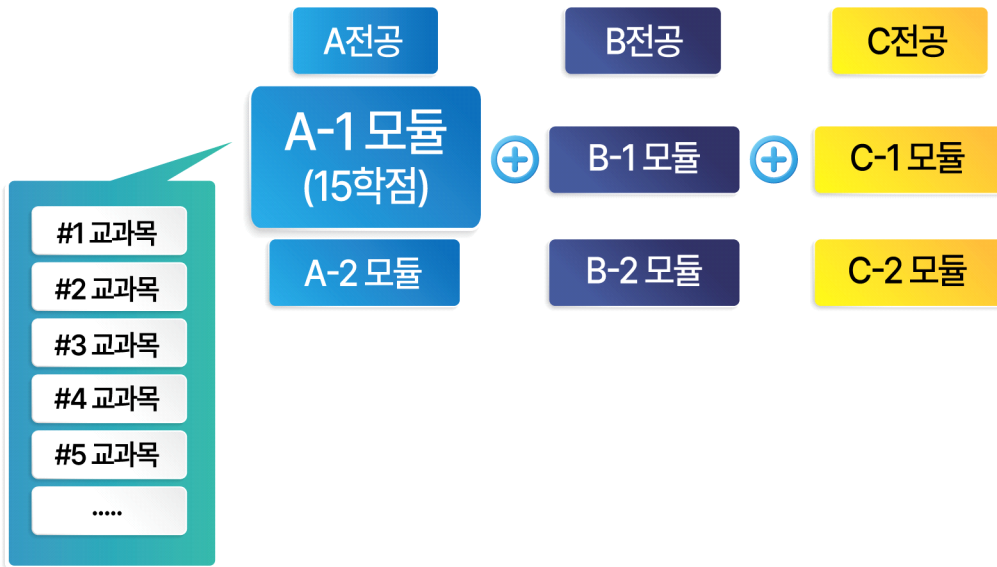 A전공
B전공
C전공
A-1 모듈
(15학점)
B-1 모듈
C-1 모듈
A-2 모듈
B-2 모듈
C-2 모듈
#1 교과목
#2 교과목
#3 교과목
#4 교과목
#5 교과목
.....